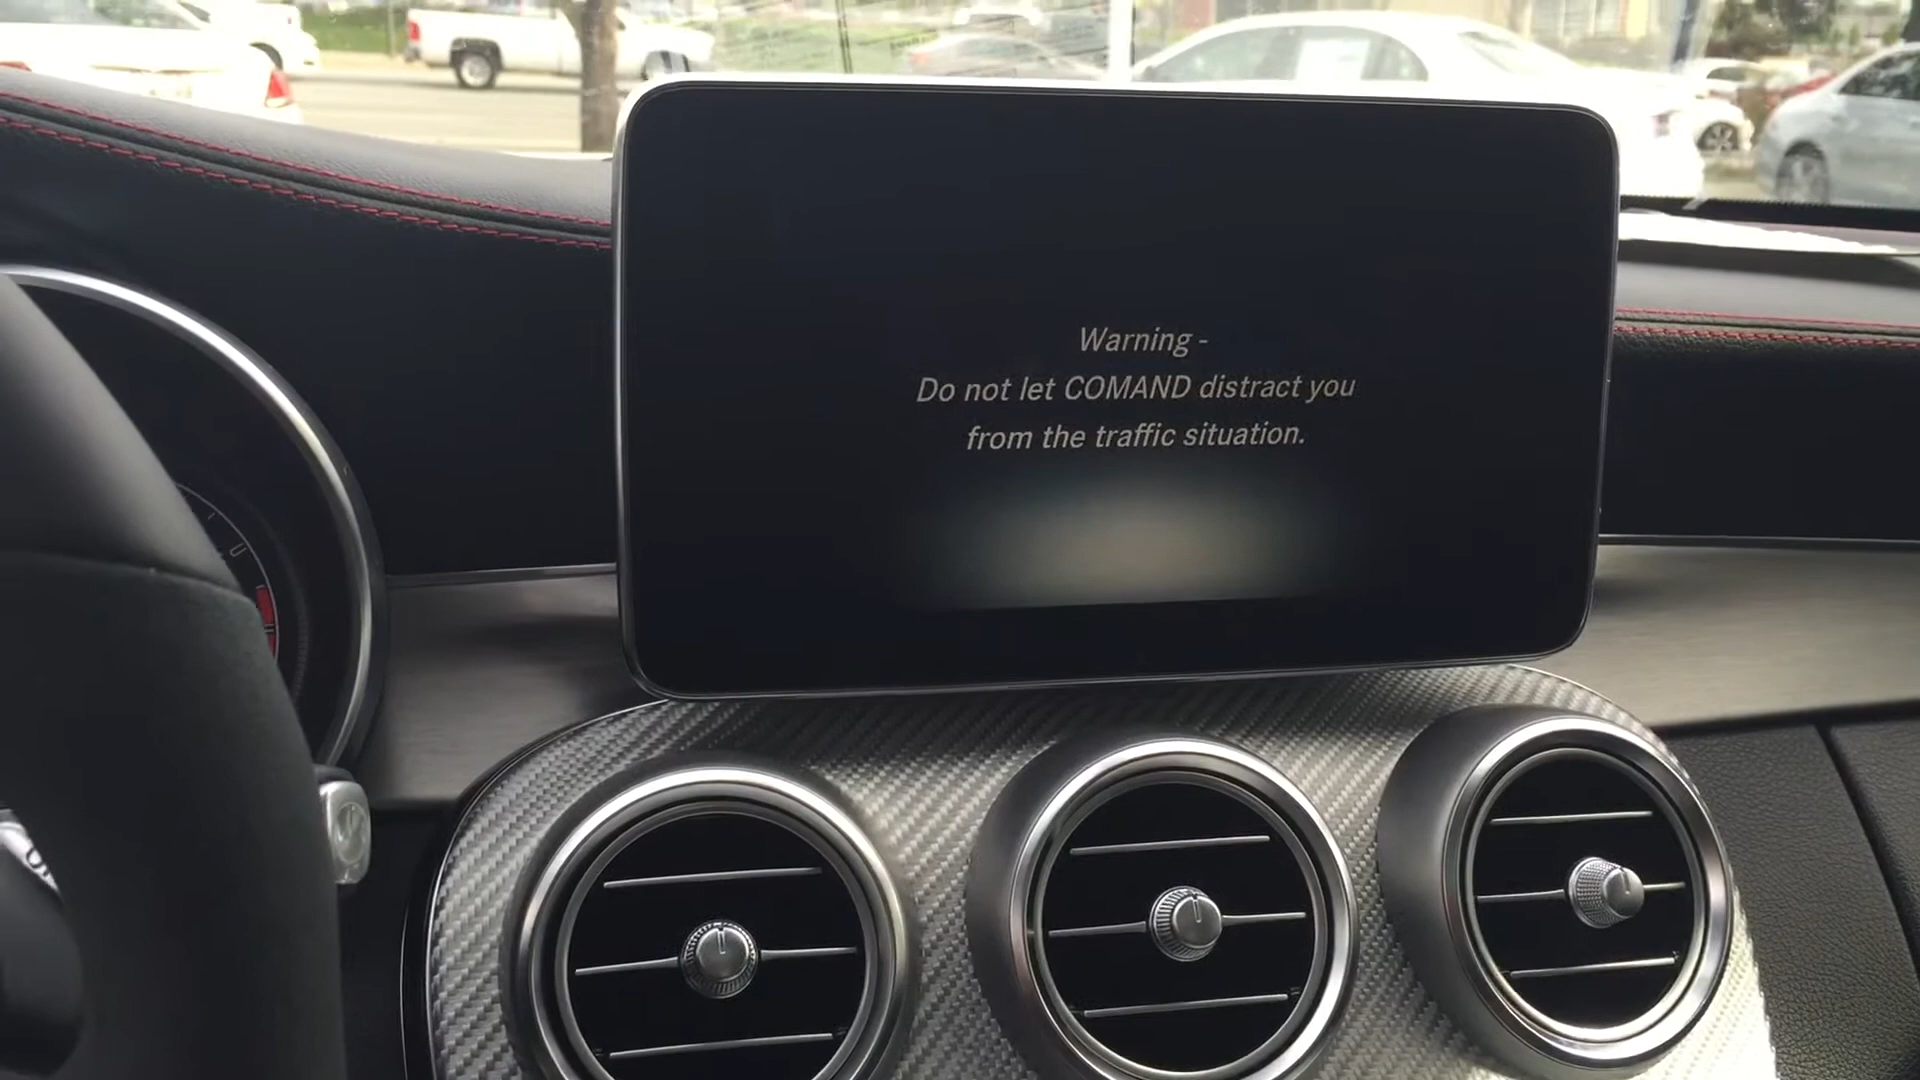 Warning -
Do not let COMAND distract you
from the traffic situation.